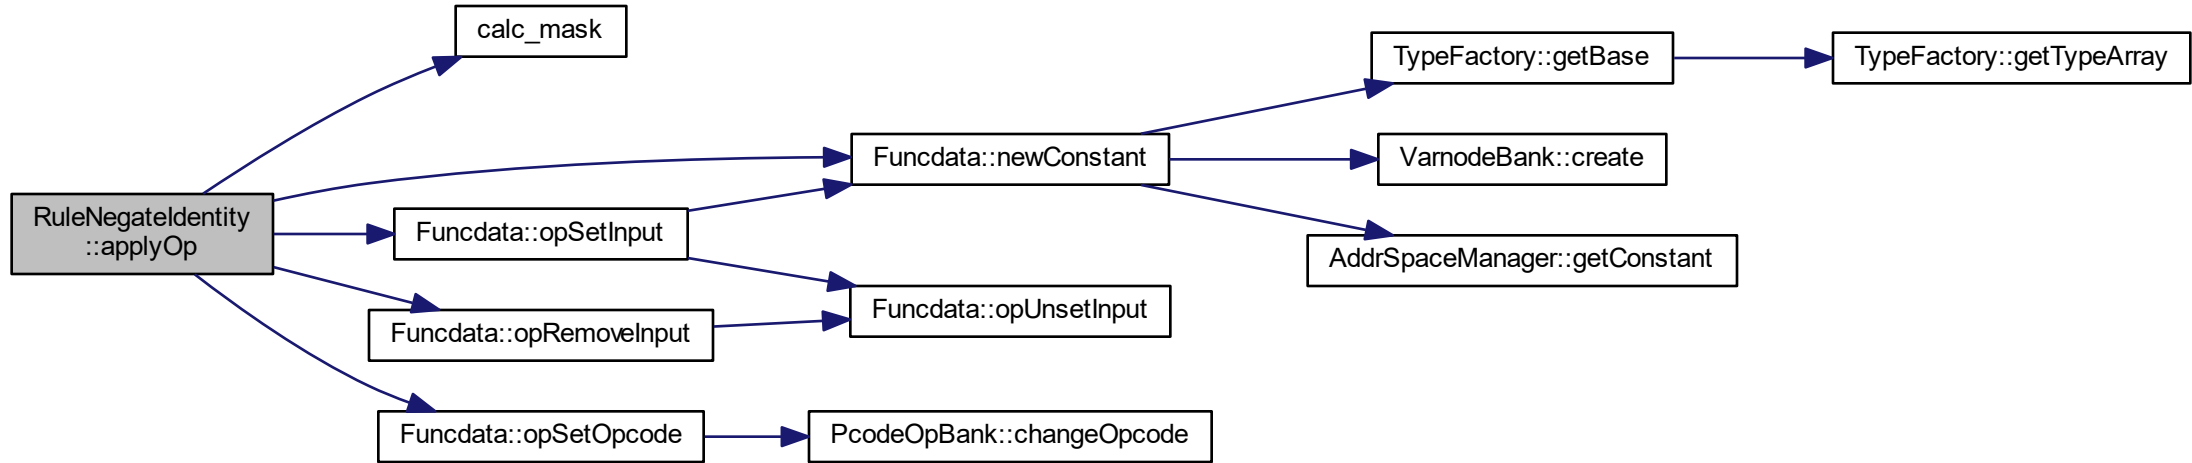 calc_mask
TypeFactory::getBase
TypeFactory::getTypeArray
Funcdata::newConstant
VarnodeBank::create
RuleNegateIdentity
::applyOp
Funcdata::opSetInput
AddrSpaceManager::getConstant
Funcdata::opUnsetInput
Funcdata::opRemoveInput
Funcdata::opSetOpcode
PcodeOpBank::changeOpcode